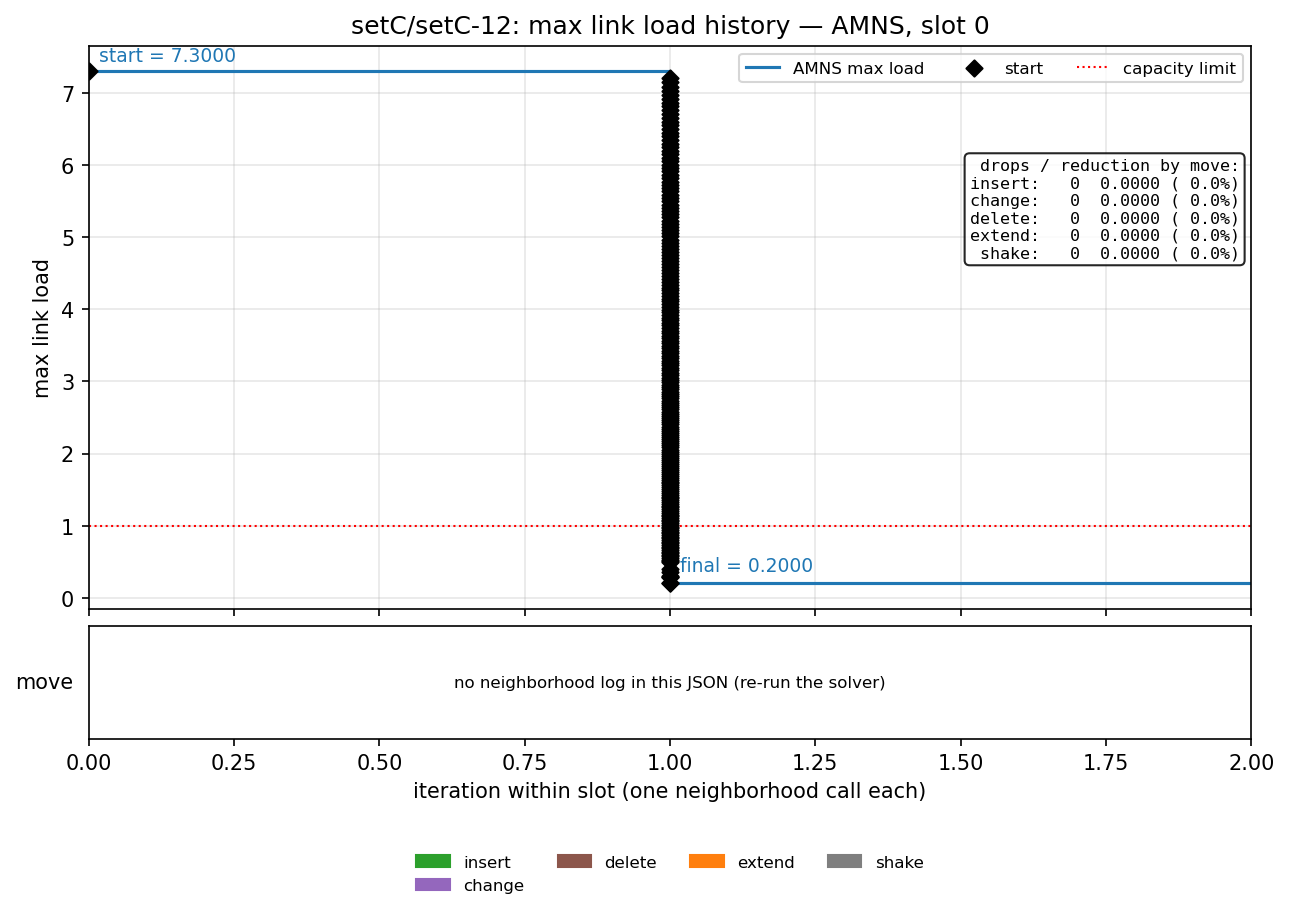 setC/setC-12: max link load history — AMNS, slot 0
start = 7.3000
AMNS max load
start
capacity limit
drops / reduction by move:
insert:   0  0.0000 ( 0.0%)
change:   0  0.0000 ( 0.0%)
delete:   0  0.0000 ( 0.0%)
extend:   0  0.0000 ( 0.0%)
shake:   0  0.0000 ( 0.0%)
max link load
7
6
5
4
3
2
1
0
final = 0.2000
move
no neighborhood log in this JSON (re-run the solver)
0.00 0.25 0.50 0.75 1.00 1.25 1.50 1.75 2.00
iteration within slot (one neighborhood call each)
insert delete extend shake
change